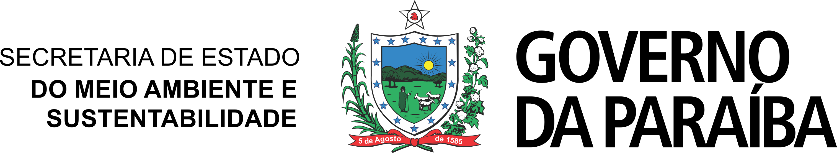 SECRETARIA DE ESTADO
DO MEIO AMBIENTE E
SUSTENTABILIDADE
5 de Agosto de 1585
GOVERNO
DA PARAÍBA